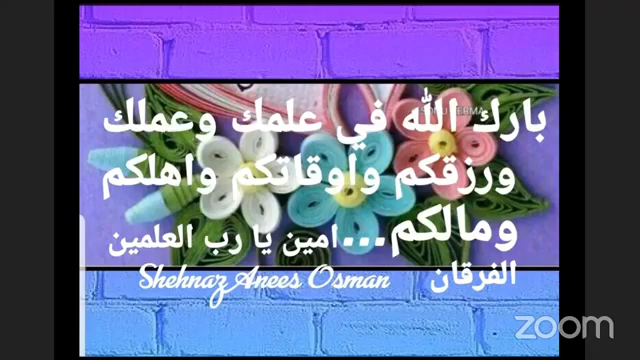 بارك الله في علمك وعملك
ورزقكم واوقاتكم واهلكم
ومالكم...امين يا رب العلمين
الفرقان Shehnaz Anees Osman
zoom